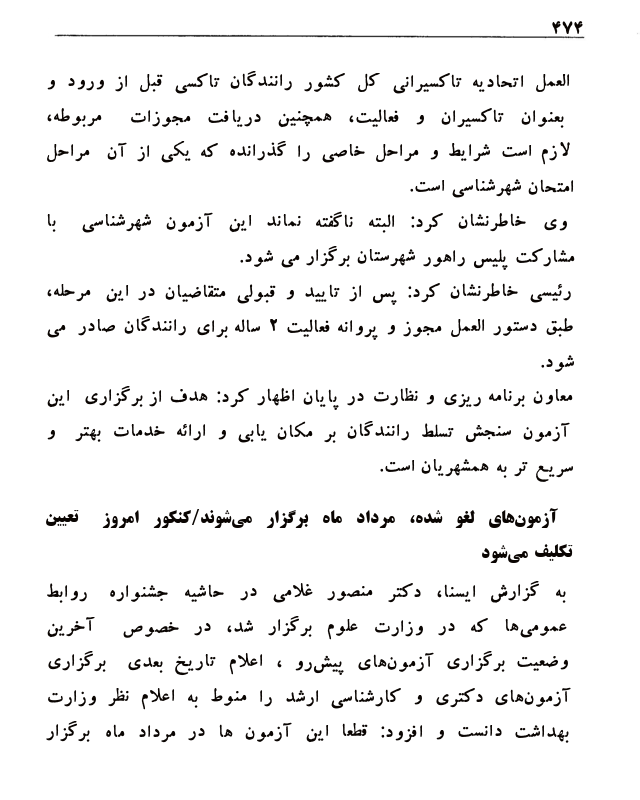 ۴۷۴
العمل اتحادیه تاکسیرانی کل کشور رانندگان تاکسی قبل از ورود و
بعنوان تاکسیران و فعالیت، همچنین دریافت مجوزات مربوطه،
لازم است شرایط و مراحل خاصی را گذرانده که یکی از آن مراحل
امتحان شهرشناسی است.
وی خاطرنشان کرد: البته ناگفته نماند این آزمون شهرشناسی با
مشارکت پلیس راهور شهرستان برگزار می شود.
رئیسی خاطرنشان کرد: پس از تایید و قبولی متقاضیان در این مرحله،
طبق دستور العمل مجوز و پروانه فعالیت ۲ ساله برای رانندگان صادر می
شود.
معاون برنامه ریزی و نظارت در پایان اظهار کرد: هدف از برگزاری این
آزمون سنجش تسلط رانندگان بر مکان یابی و ارائه خدمات بهتر و
سریع تر به همشهریان است.
آزمون‌های لغو شده، مرداد ماه برگزار می‌شوند/کنکور امروز تعیین
تکلیف می‌شود
به گزارش ایسنا، دکتر منصور غلامی در حاشیه جشنواره روابط
عمومی‌ها که در وزارت علوم برگزار شد، در خصوص آخرین
وضعیت برگزاری آزمون‌های پیش‌رو ، اعلام تاریخ بعدی برگزاری
آزمون‌های دکتری و کارشناسی ارشد را منوط به اعلام نظر وزارت
بهداشت دانست و افزود: قطعا این آزمون ها در مرداد ماه برگزار